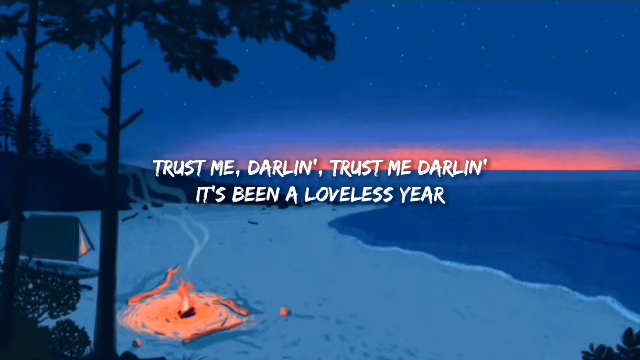 TRUST ME, DARLIN', TRUST ME DARLIN'
IT'S BEEN A LOVELESS YEAR